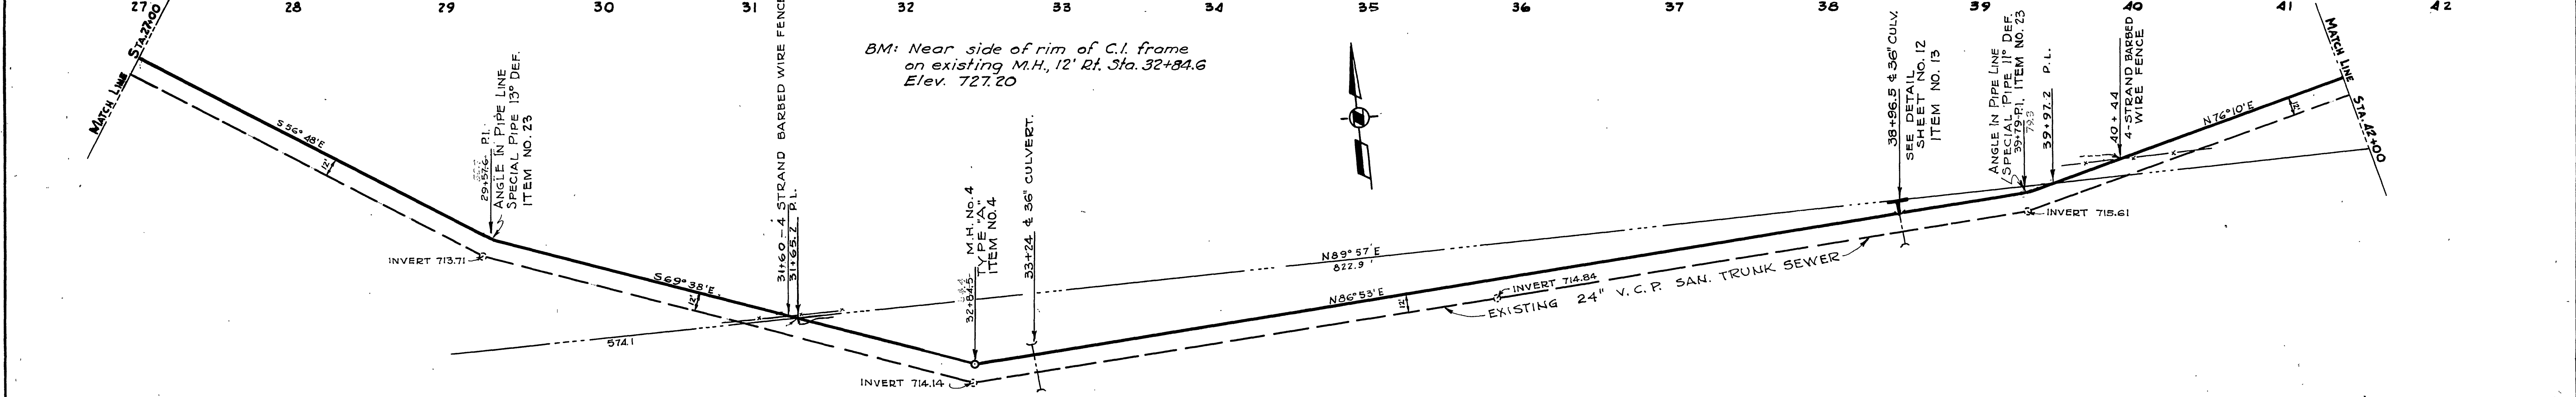 27 28 29 30 31 32 33 34 35 36 37 38 39 40 41 42
STA. 27+00
MATCH LINE
S 56° 48' E
12'
29+57.6 P.I.
ANGLE IN PIPE LINE
SPECIAL PIPE 13° DEF.
ITEM NO. 23
INVERT 713.71
S 69° 38' E
12'
31+60 - 4 STRAND BARBED WIRE FENCE
31+65.2 P.L.
574.1
BM: Near side of rim of C.I. frame
on existing M.H., 12' Rt. Sta. 32+84.6
Elev. 727.20
32+84.5 M.H. No. 4
TYPE "A"
ITEM NO. 4
INVERT 714.14
33+24 ℄ 36" CULVERT.
N 89° 57' E
822.9'
N 86° 53' E
12'
INVERT 714.84
EXISTING 24" V.C.P. SAN. TRUNK SEWER
38+96.5 ℄ 36" CULV.
SEE DETAIL
SHEET NO. 12
ITEM NO. 13
ANGLE IN PIPE LINE
SPECIAL PIPE 11° DEF.
39+79 P.I. ITEM NO. 23
79.3
39+97.2 P.L.
INVERT 715.61
40+44
4-STRAND BARBED
WIRE FENCE
N 76° 10' E
12'
MATCH LINE
STA. 42+00